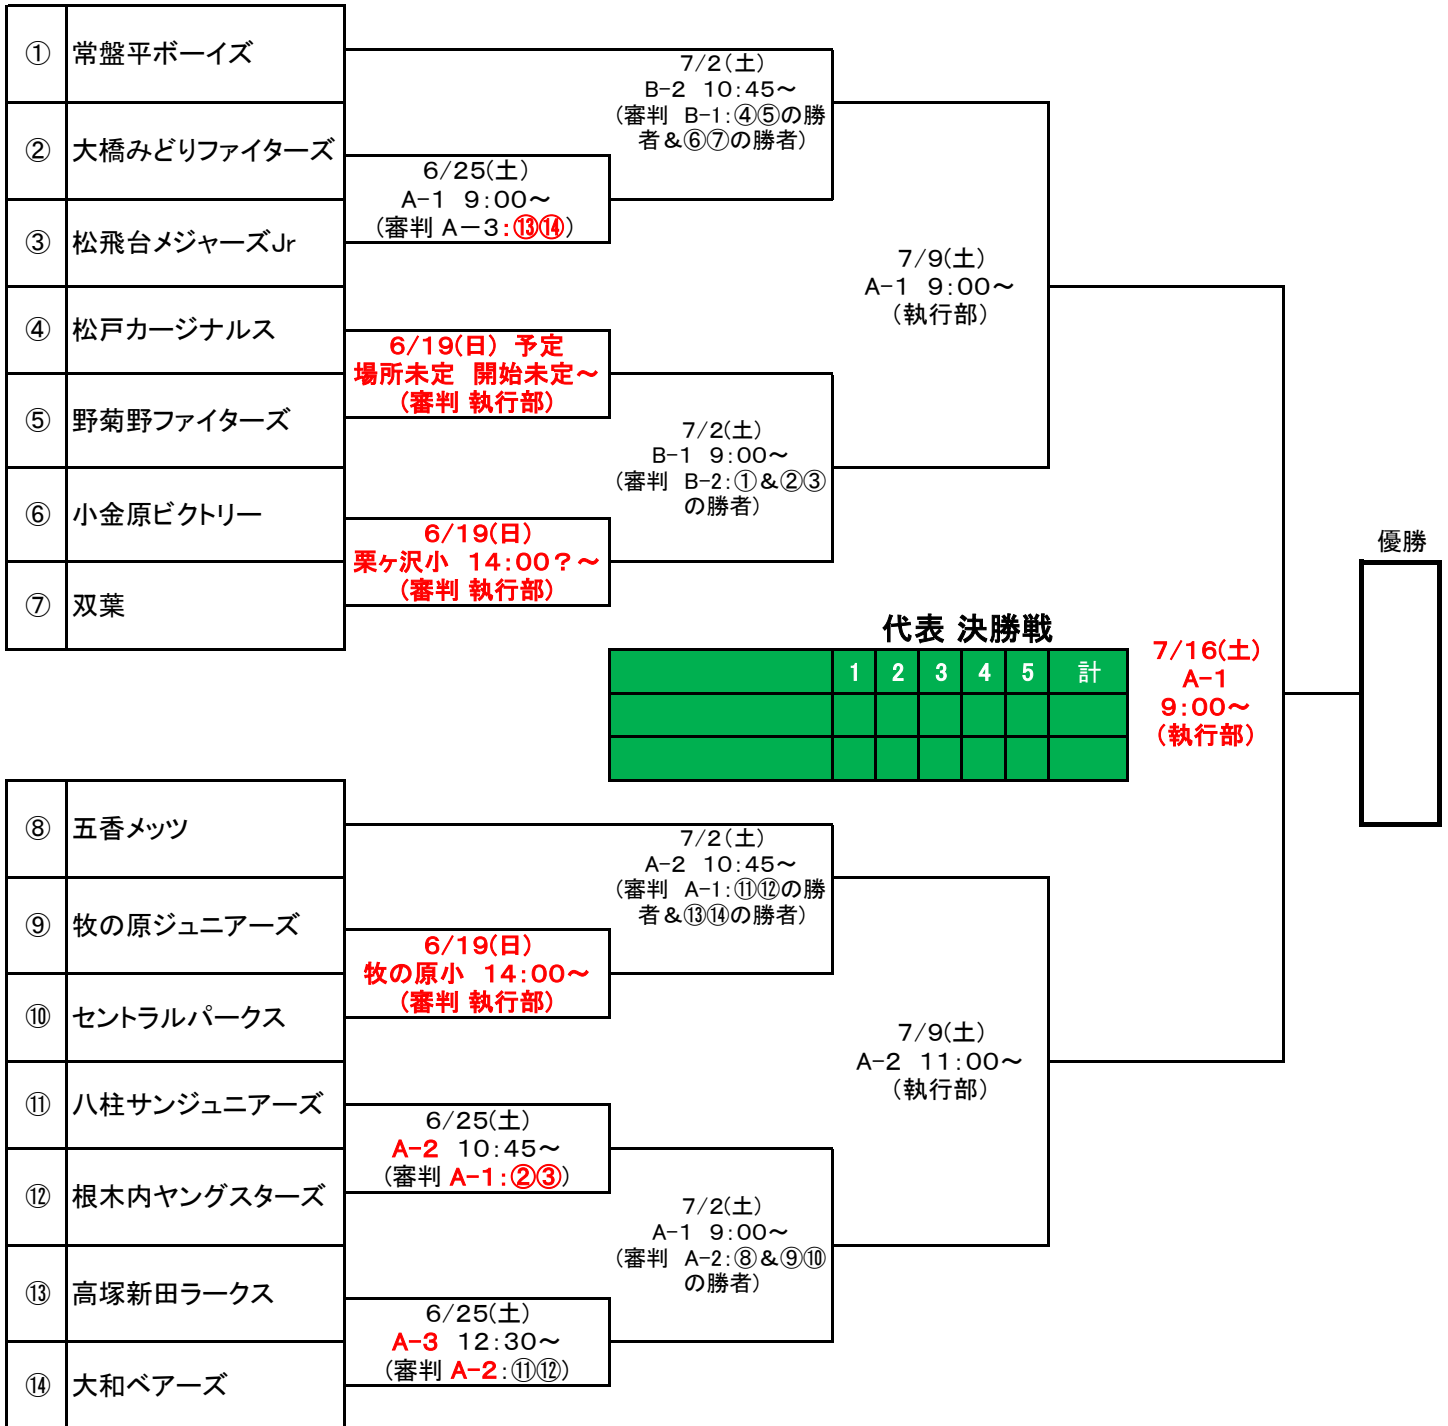 ① 常盤平ボーイズ
7/2(土)
B-2 10:45～
(審判 B-1:④⑤の勝
者&⑥⑦の勝者)
② 大橋みどりファイターズ
6/25(土)
A-1 9:00～
(審判 A-3:⑬⑭)
③ 松飛台メジャーズJr
7/9(土)
A-1 9:00～
(執行部)
④ 松戸カージナルス
6/19(日) 予定
場所未定 開始未定～
(審判 執行部)
⑤ 野菊野ファイターズ
7/2(土)
B-1 9:00～
(審判 B-2:①&②③
の勝者)
⑥ 小金原ビクトリー
6/19(日)
栗ヶ沢小 14:00?～
(審判 執行部)
⑦ 双葉
優勝
代表 決勝戦
1 2 3 4 5 計
7/16(土)
A-1
9:00～
(執行部)
⑧ 五香メッツ
7/2(土)
A-2 10:45～
(審判 A-1:⑪⑫の勝
者&⑬⑭の勝者)
⑨ 牧の原ジュニアーズ
6/19(日)
牧の原小 14:00～
(審判 執行部)
⑩ セントラルパークス
7/9(土)
A-2 11:00～
(執行部)
⑪ 八柱サンジュニアーズ
6/25(土)
A-2 10:45～
(審判 A-1:②③)
⑫ 根木内ヤングスターズ
7/2(土)
A-1 9:00～
(審判 A-2:⑧&⑨⑩
の勝者)
⑬ 高塚新田ラークス
6/25(土)
A-3 12:30～
(審判 A-2:⑪⑫)
⑭ 大和ベアーズ